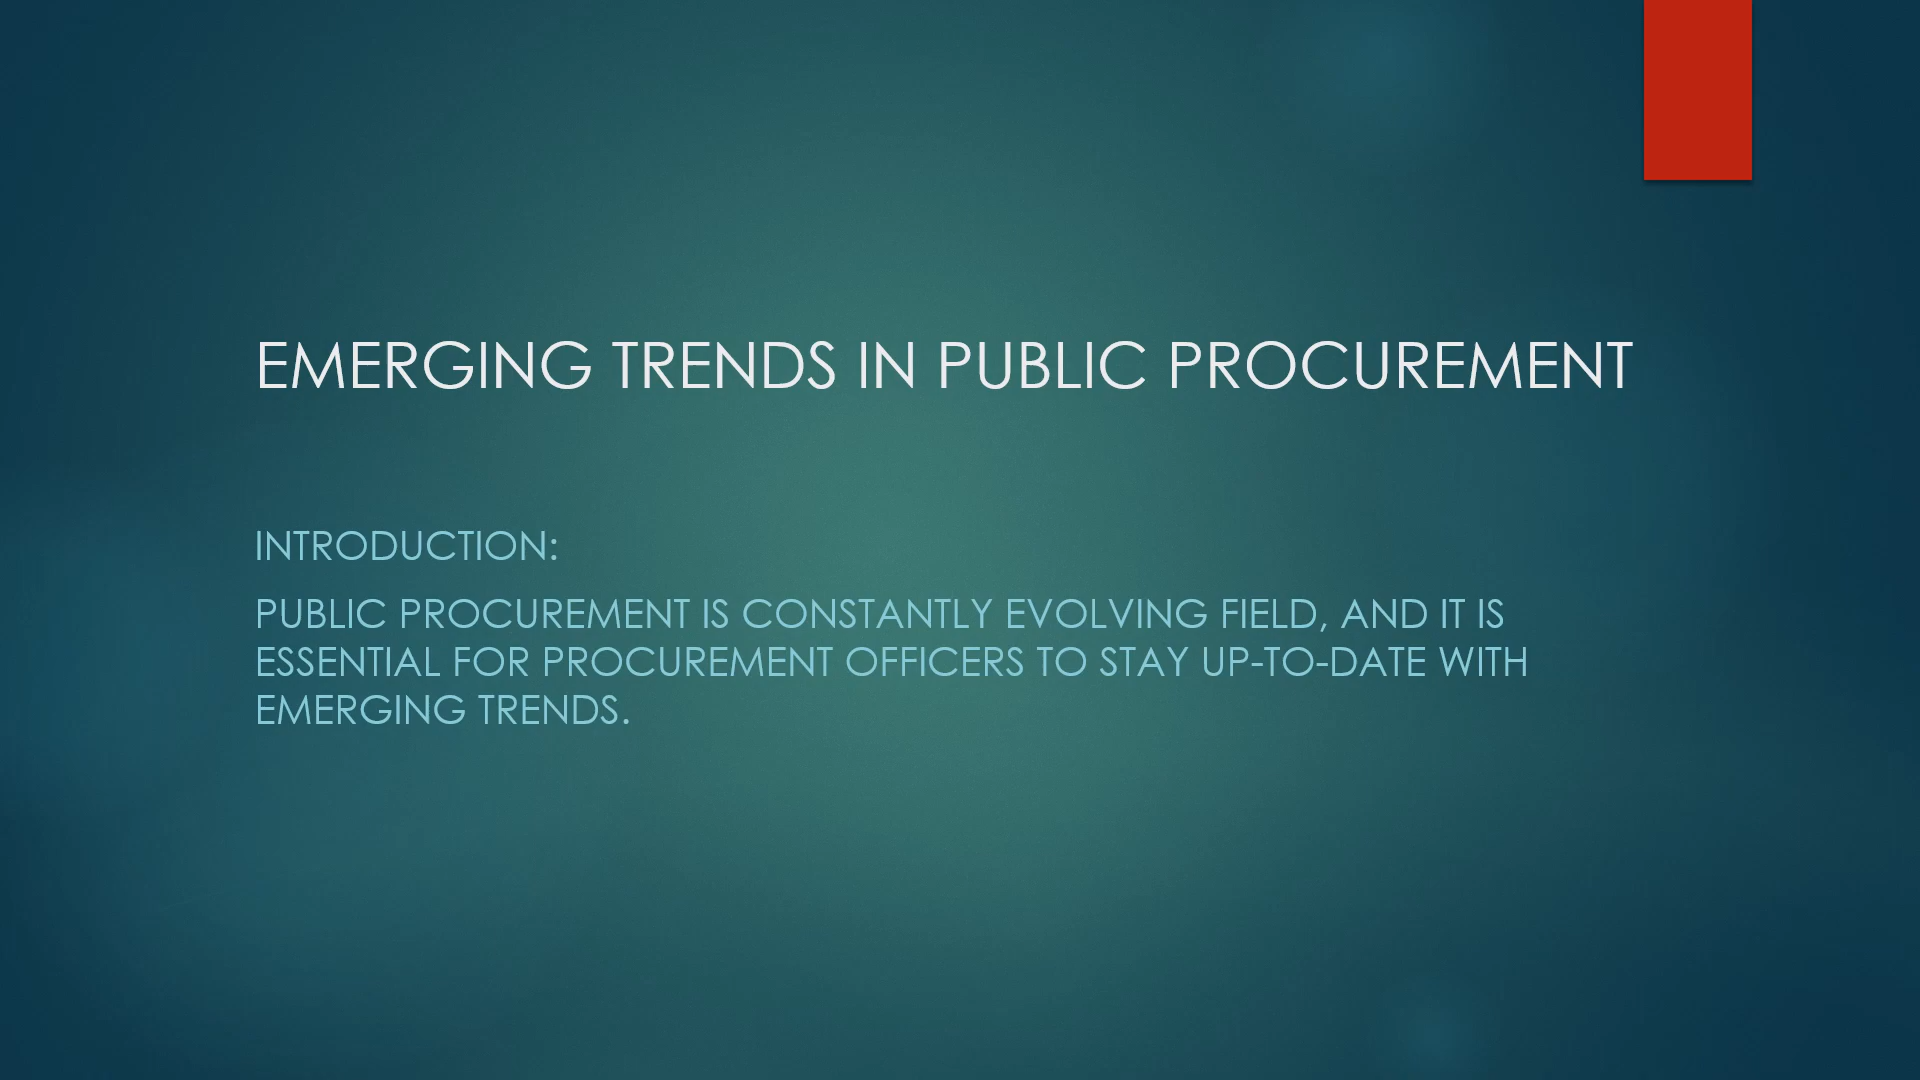 EMERGING TRENDS IN PUBLIC PROCUREMENT
INTRODUCTION:
PUBLIC PROCUREMENT IS CONSTANTLY EVOLVING FIELD, AND IT IS
ESSENTIAL FOR PROCUREMENT OFFICERS TO STAY UP-TO-DATE WITH
EMERGING TRENDS.